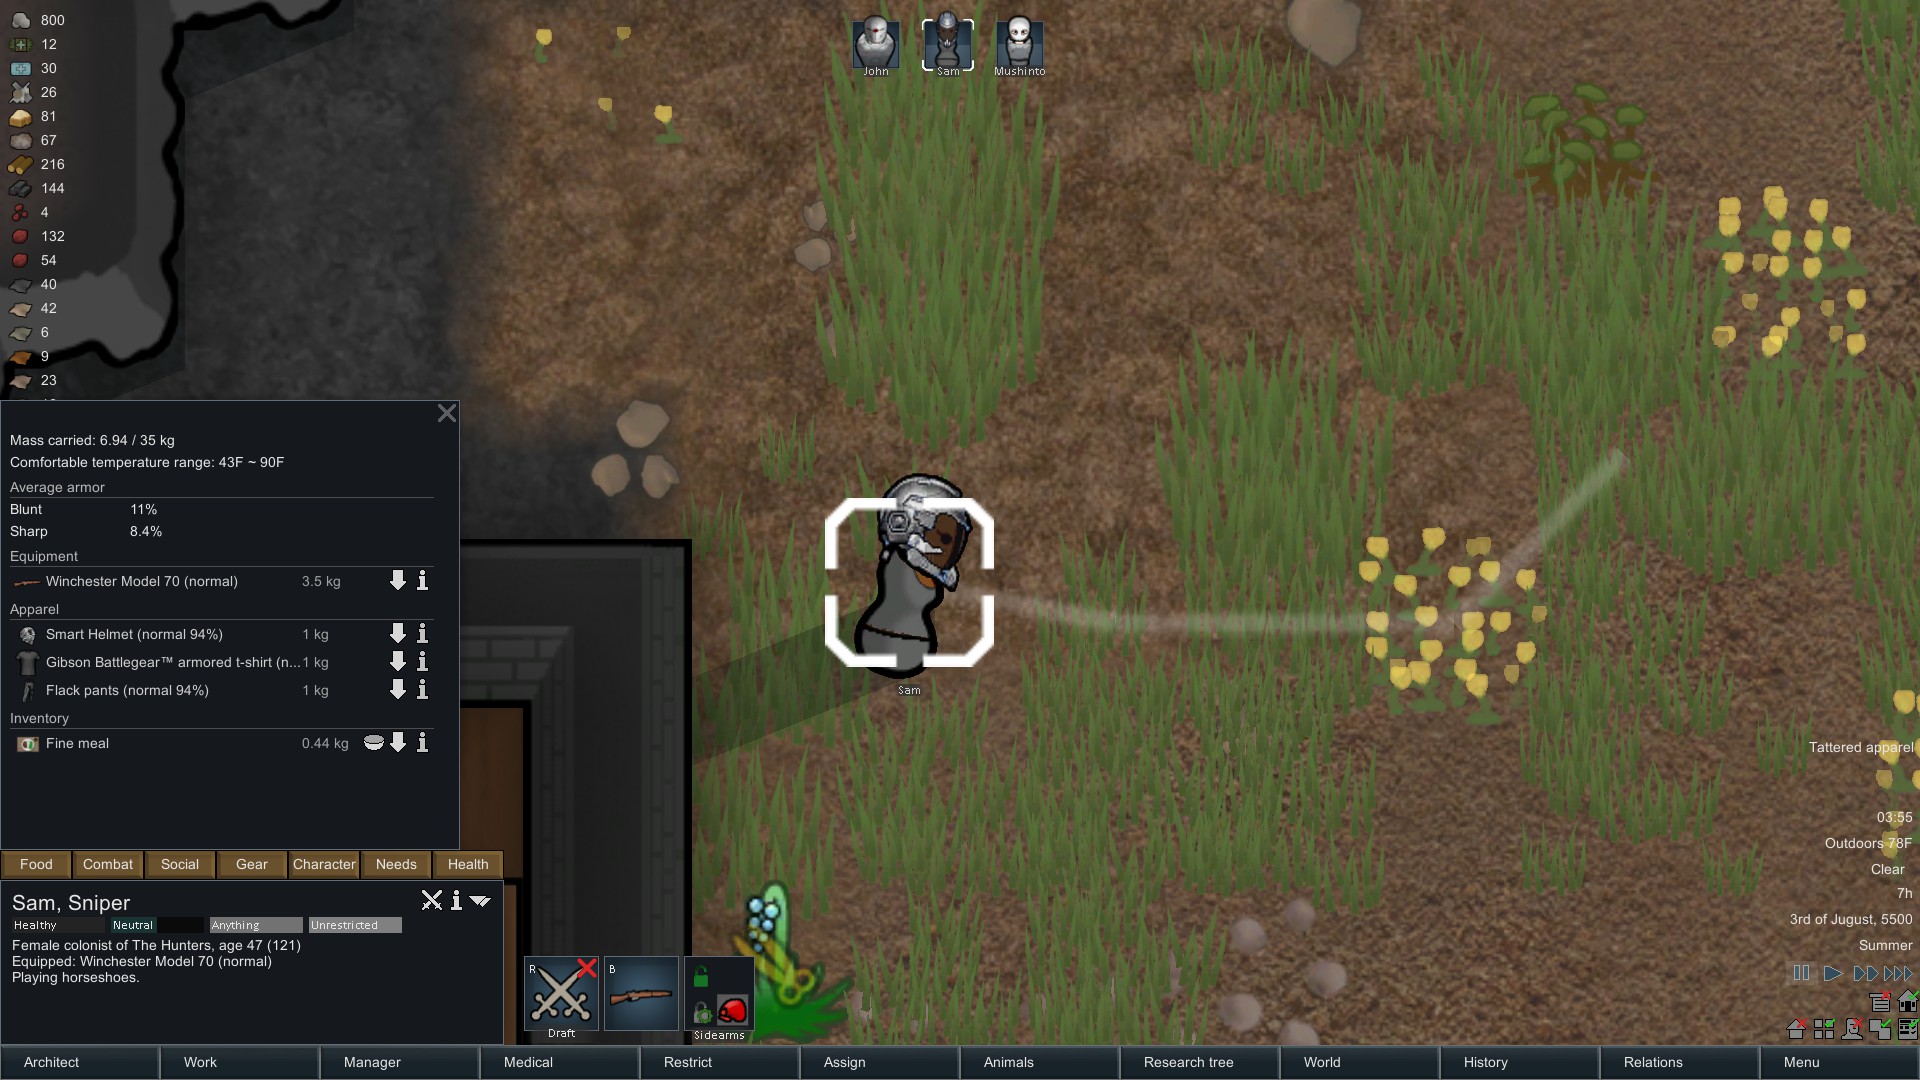 800
12
30
26
81
67
216
144
4
132
54
40
42
6
9
23
John
Sam
Mushinto
Mass carried: 6.94 / 35 kg
Comfortable temperature range: 43F ~ 90F
Average armor
Blunt 11%
Sharp 8.4%
Equipment
Winchester Model 70 (normal) 3.5 kg
Apparel
Smart Helmet (normal 94%) 1 kg
Gibson Battlegear™ armored t-shirt (n... 1 kg
Flack pants (normal 94%) 1 kg
Inventory
Fine meal 0.44 kg
Food Combat Social Gear Character Needs Health
Sam, Sniper
Healthy Neutral Anything Unrestricted
Female colonist of The Hunters, age 47 (121)
Equipped: Winchester Model 70 (normal)
Playing horseshoes.
Sam
R
Draft
B
Sidearms
Tattered apparel
03:55
Outdoors 78F
Clear
7h
3rd of Jugust, 5500
Summer
Architect Work Manager Medical Restrict Assign Animals Research tree World History Relations Menu